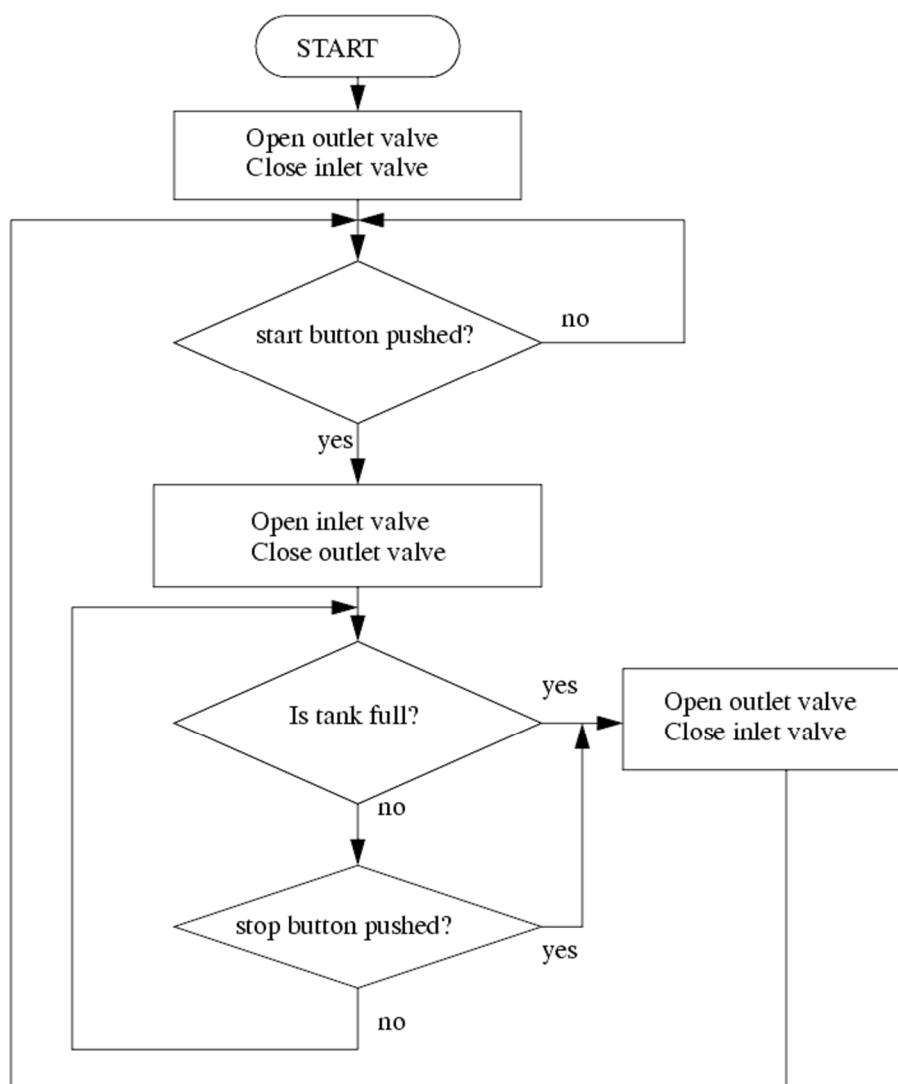 START
Open outlet valve
Close inlet valve
start button pushed?
no
yes
Open inlet valve
Close outlet valve
Is tank full?
yes
Open outlet valve
Close inlet valve
no
stop button pushed?
yes
no